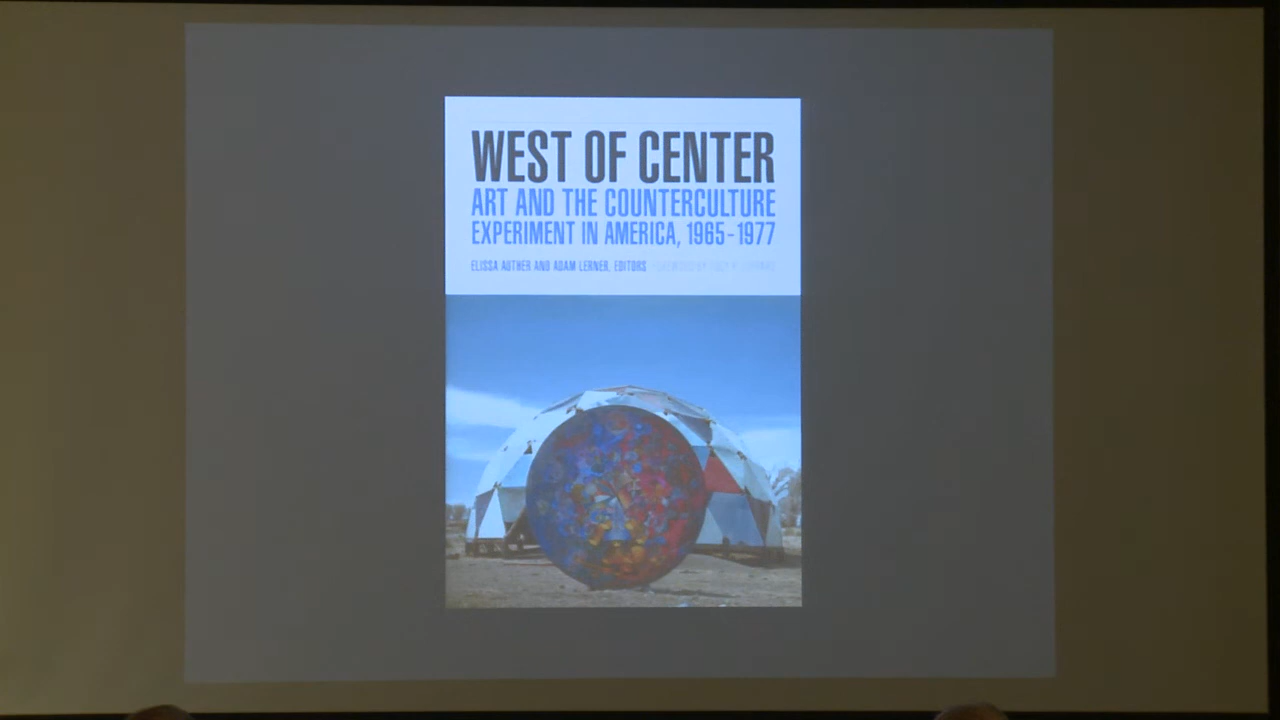 WEST OF CENTER
ART AND THE COUNTERCULTURE
EXPERIMENT IN AMERICA, 1965-1977
ELISSA AUTHER AND ADAM LERNER, EDITORS